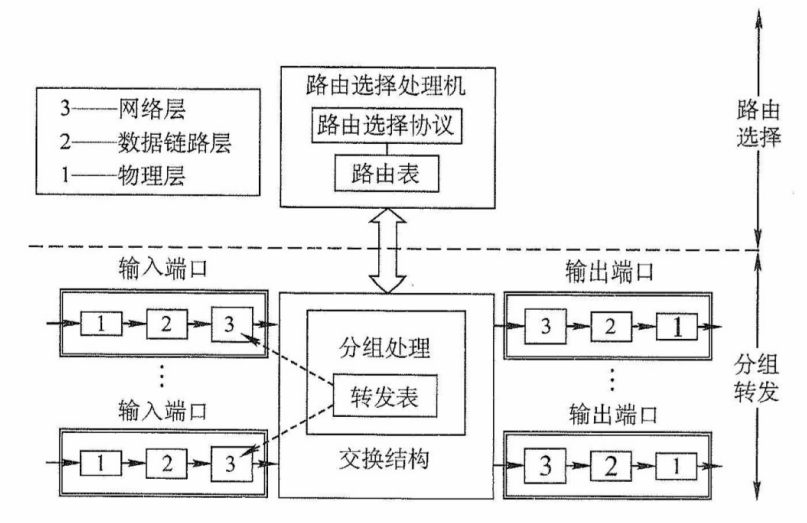 3——网络层
2——数据链路层
1——物理层
路由选择处理机
路由选择协议
路由表
路由
选择
输入端口
1 2 3
输入端口
1 2 3
分组处理
转发表
交换结构
输出端口
3 2 1
输出端口
3 2 1
分组
转发